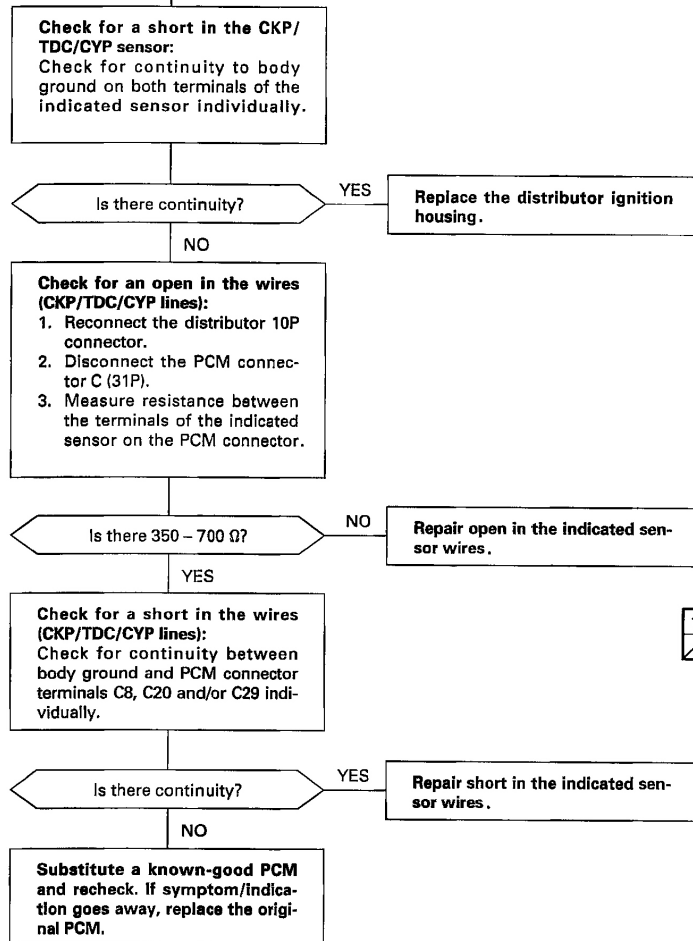 Check for a short in the CKP/
TDC/CYP sensor:
Check for continuity to body
ground on both terminals of the
indicated sensor individually.
Is there continuity?
YES
Replace the distributor ignition
housing.
NO
Check for an open in the wires
(CKP/TDC/CYP lines):
1. Reconnect the distributor 10P
connector.
2. Disconnect the PCM connec-
tor C (31P).
3. Measure resistance between
the terminals of the indicated
sensor on the PCM connector.
Is there 350 – 700 Ω?
NO
Repair open in the indicated sen-
sor wires.
YES
Check for a short in the wires
(CKP/TDC/CYP lines):
Check for continuity between
body ground and PCM connector
terminals C8, C20 and/or C29 indi-
vidually.
Is there continuity?
YES
Repair short in the indicated sen-
sor wires.
NO
Substitute a known-good PCM
and recheck. If symptom/indica-
tion goes away, replace the origi-
nal PCM.